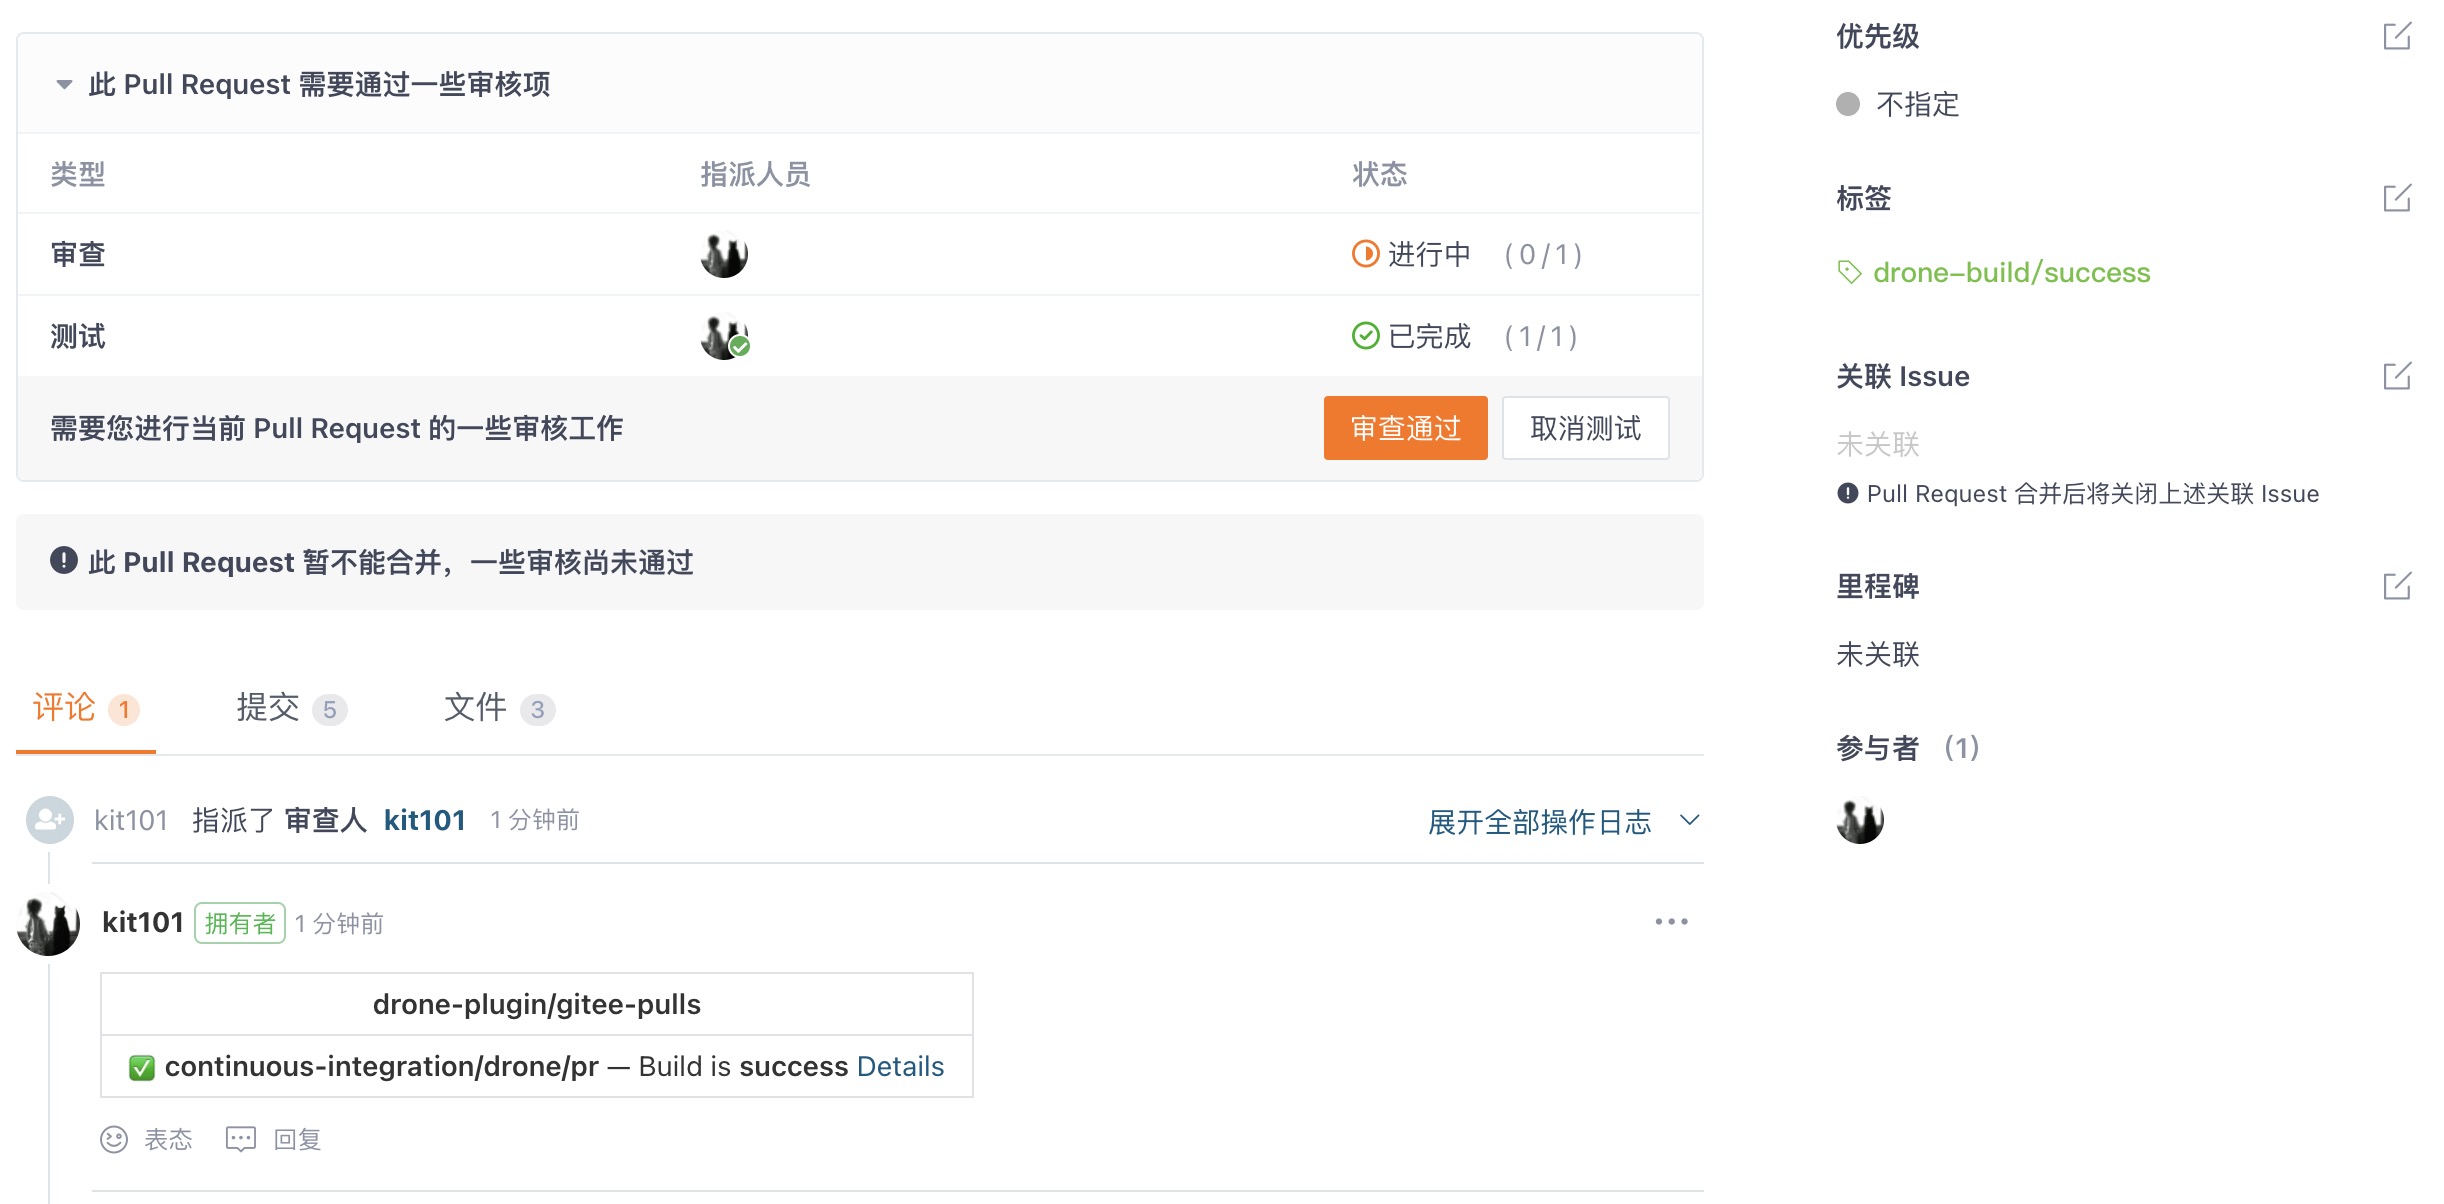 此 Pull Request 需要通过一些审核项
类型 指派人员 状态
审查 进行中 (0/1)
测试 已完成 (1/1)
需要您进行当前 Pull Request 的一些审核工作 审查通过 取消测试
此 Pull Request 暂不能合并，一些审核尚未通过
评论 1 提交 5 文件 3
kit101 指派了 审查人 kit101 1 分钟前 展开全部操作日志
kit101 拥有者 1 分钟前
drone-plugin/gitee-pulls
✅ continuous-integration/drone/pr — Build is success Details
表态 回复
优先级
不指定
标签
drone-build/success
关联 Issue
未关联
Pull Request 合并后将关闭上述关联 Issue
里程碑
未关联
参与者 (1)